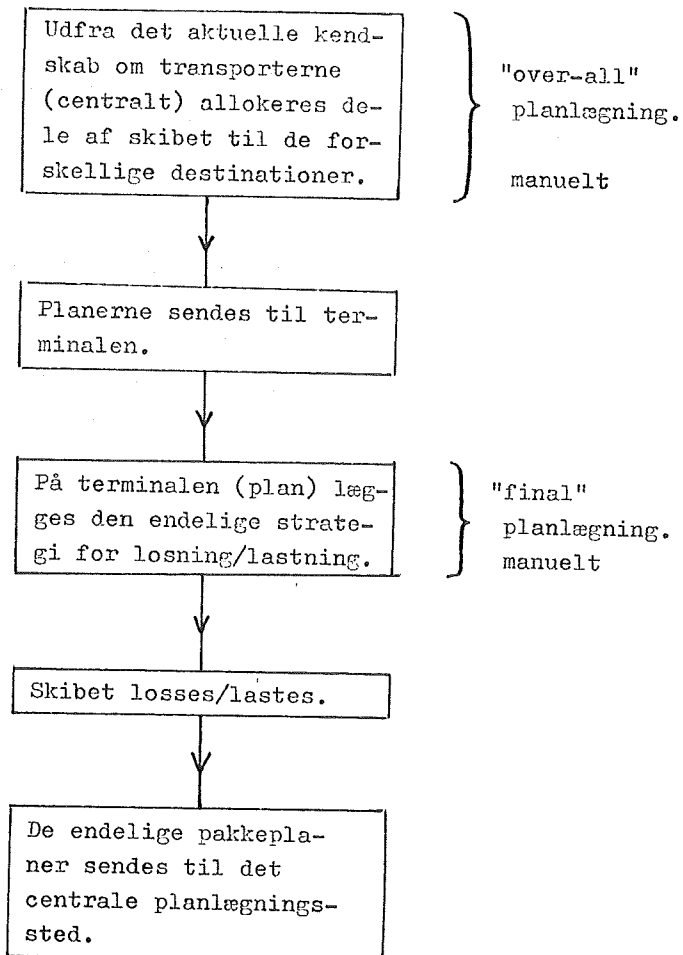 Udfra det aktuelle kend-
skab om transporterne
(centralt) allokeres de-
le af skibet til de for-
skellige destinationer.
"over-all"
planlægning.
manuelt
Planerne sendes til ter-
minalen.
På terminalen (plan) læg-
ges den endelige strate-
gi for losning/lastning.
"final"
planlægning.
manuelt
Skibet losses/lastes.
De endelige pakkepla-
ner sendes til det
centrale planlægnings-
sted.